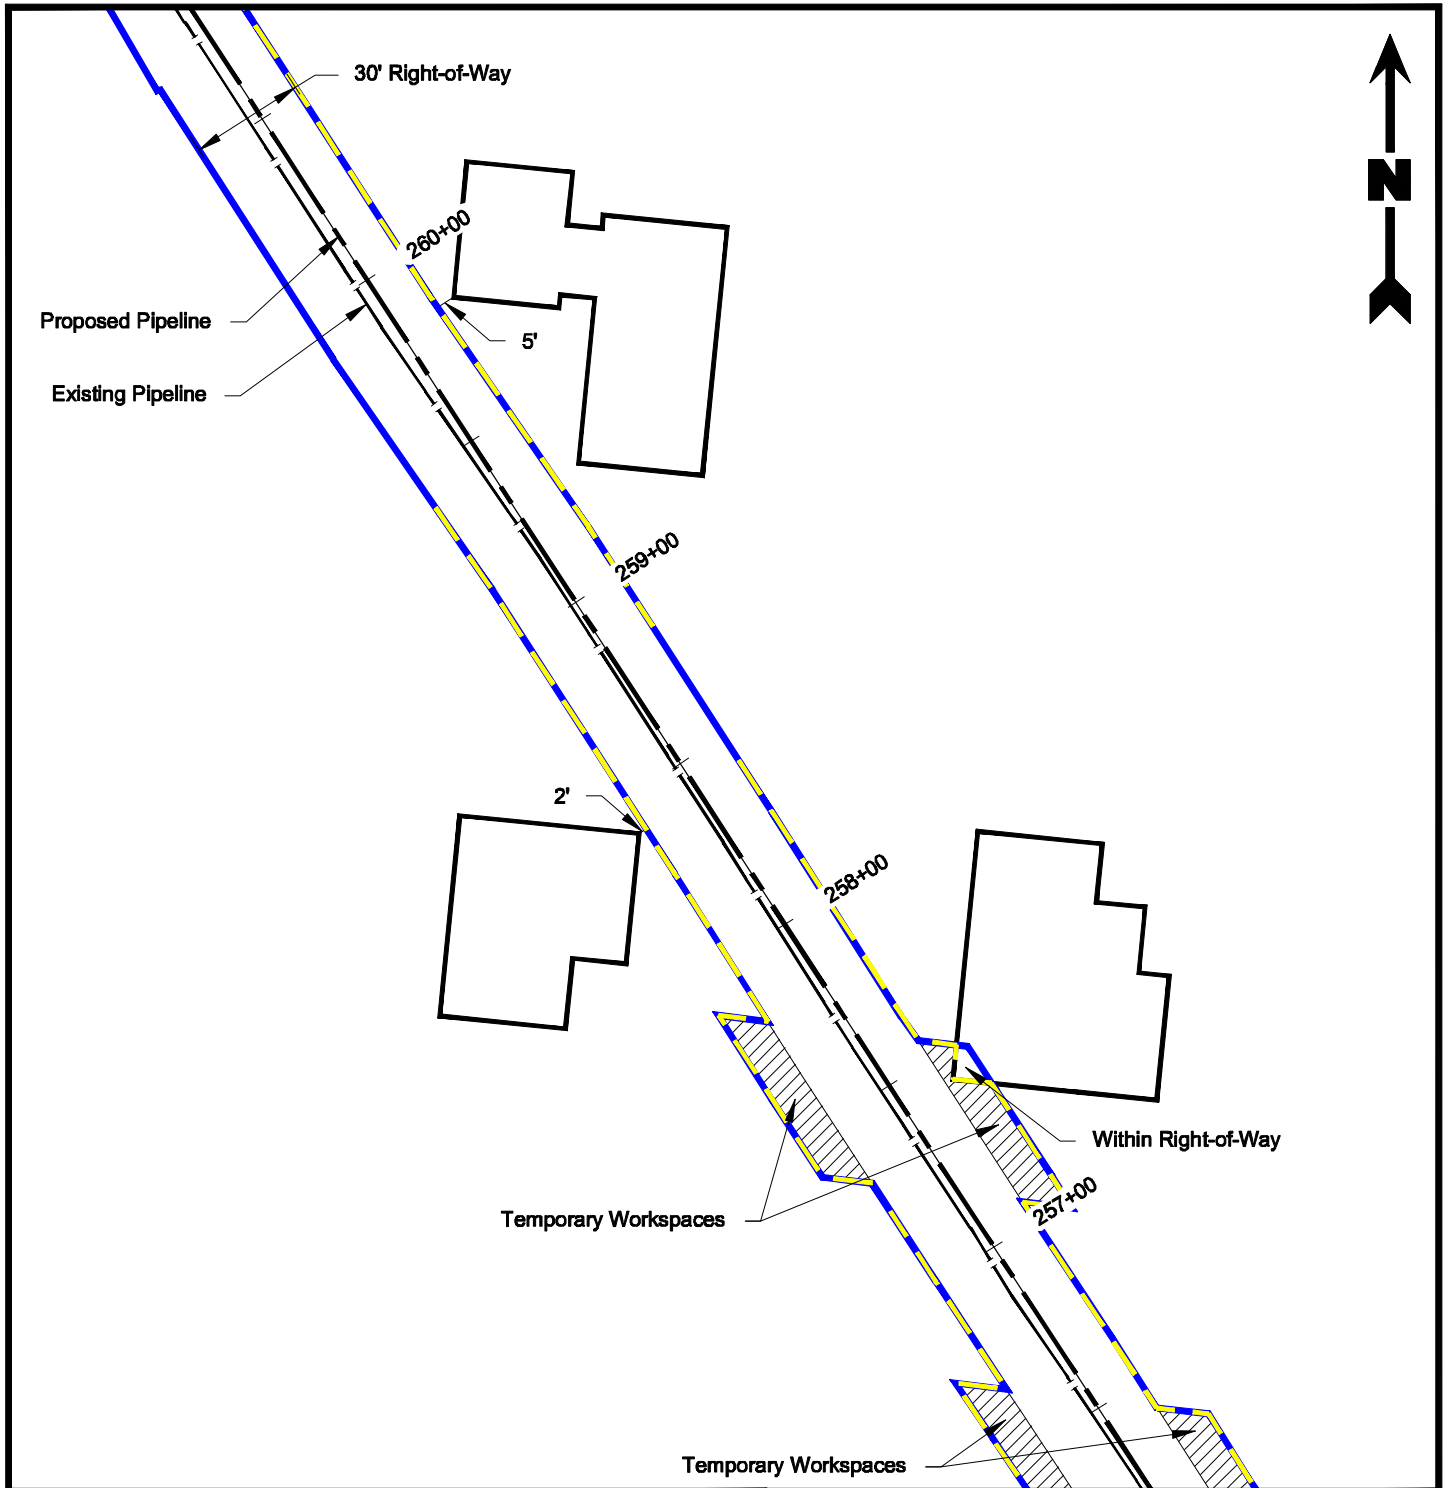 30' Right-of-Way
N
260+00
Proposed Pipeline
5'
Existing Pipeline
259+00
2'
258+00
Within Right-of-Way
257+00
Temporary Workspaces
Temporary Workspaces